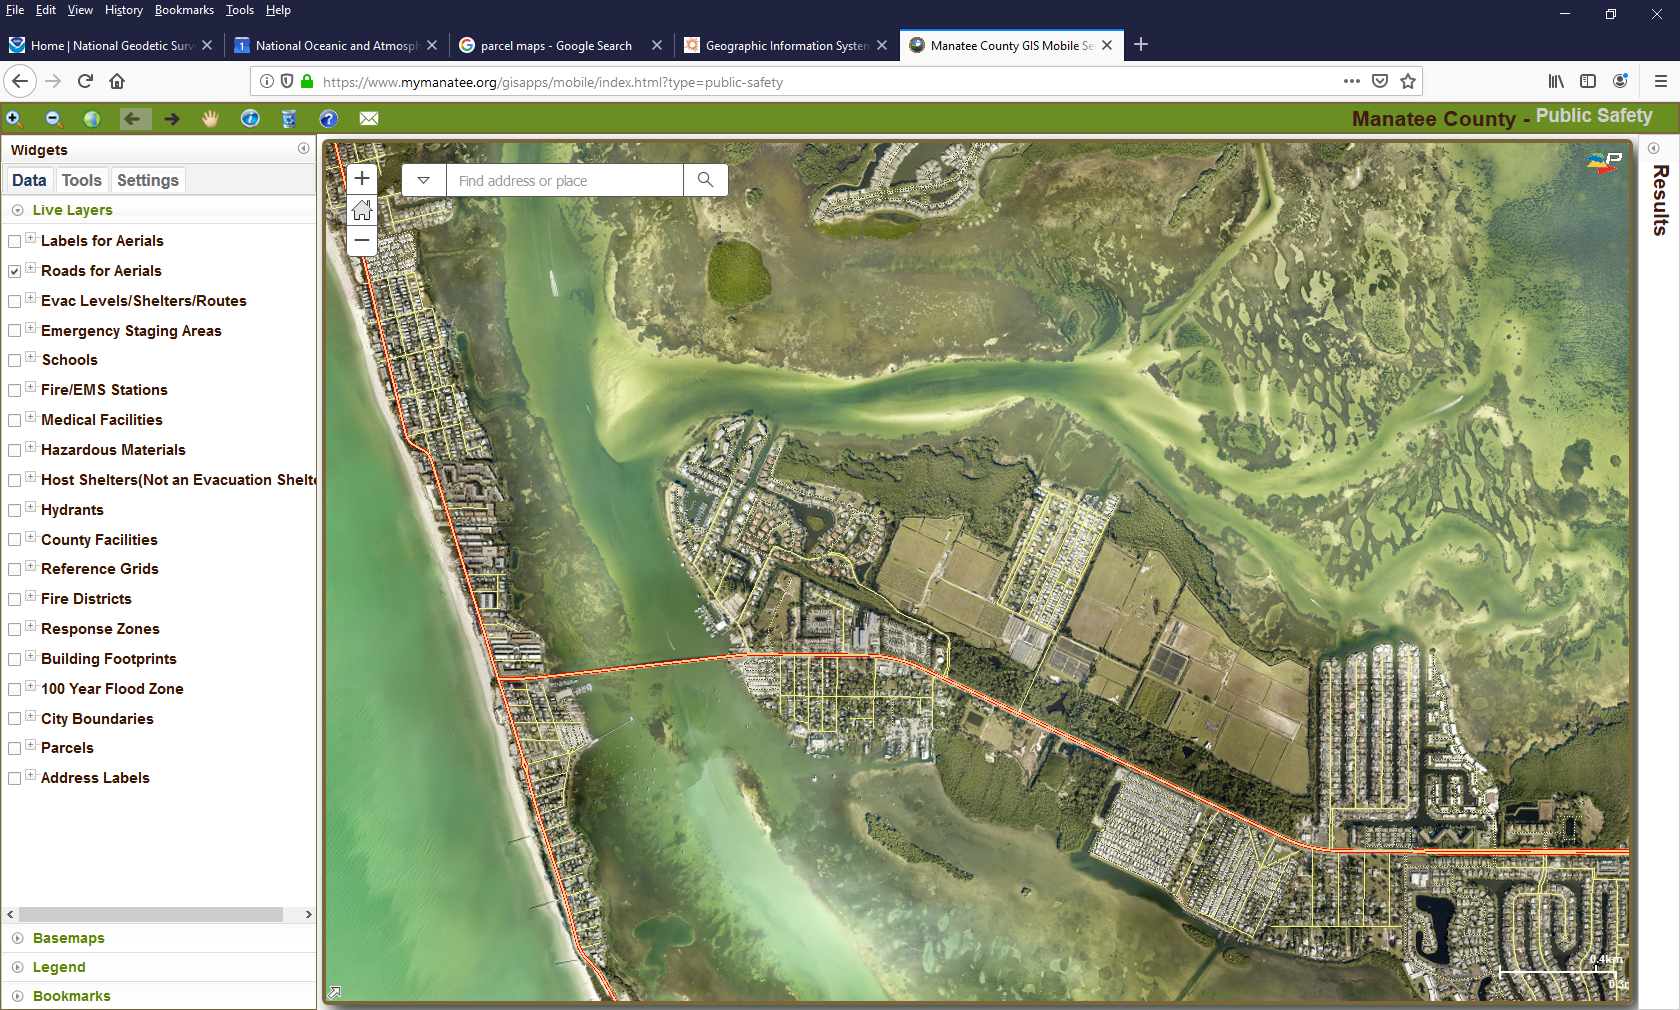 File Edit View History Bookmarks Tools Help
Home | National Geodetic Surv
National Oceanic and Atmosph
parcel maps - Google Search
Geographic Information System
Manatee County GIS Mobile Se
https://www.mymanatee.org/gisapps/mobile/index.html?type=public-safety
Manatee County - Public Safety
Widgets
Data Tools Settings
Live Layers
Labels for Aerials
Roads for Aerials
Evac Levels/Shelters/Routes
Emergency Staging Areas
Schools
Fire/EMS Stations
Medical Facilities
Hazardous Materials
Host Shelters(Not an Evacuation Shelte
Hydrants
County Facilities
Reference Grids
Fire Districts
Response Zones
Building Footprints
100 Year Flood Zone
City Boundaries
Parcels
Address Labels
Basemaps
Legend
Bookmarks
Find address or place
Results
0.4km